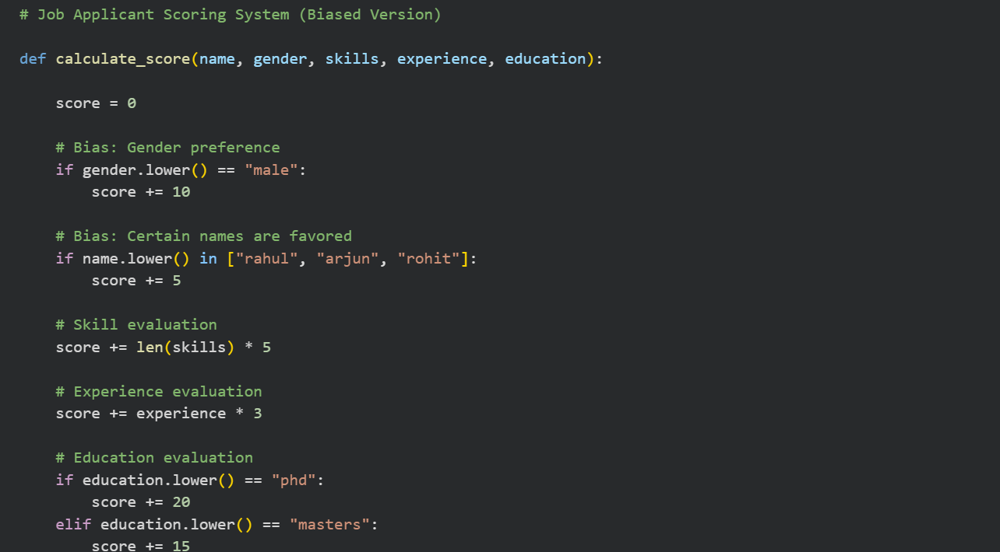 # Job Applicant Scoring System (Biased Version)
def calculate_score(name, gender, skills, experience, education):
score = 0
# Bias: Gender preference
if gender.lower() == "male":
score += 10
# Bias: Certain names are favored
if name.lower() in ["rahul", "arjun", "rohit"]:
score += 5
# Skill evaluation
score += len(skills) * 5
# Experience evaluation
score += experience * 3
# Education evaluation
if education.lower() == "phd":
score += 20
elif education.lower() == "masters":
score += 15